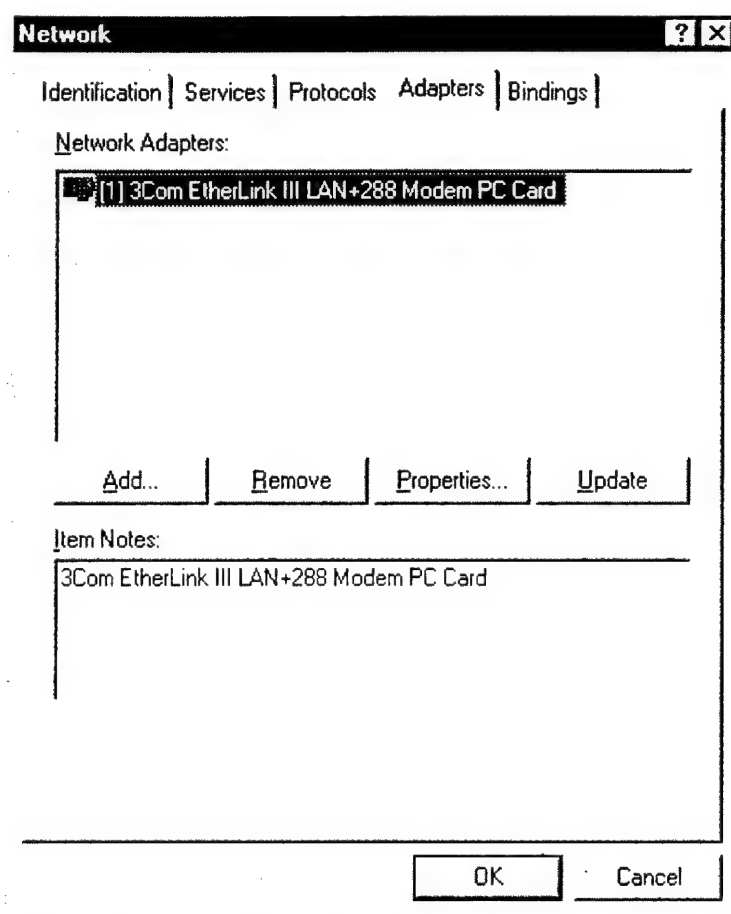 Network
Identification Services Protocols Adapters Bindings
Network Adapters:
[1] 3Com EtherLink III LAN+288 Modem PC Card
Add... Remove Properties... Update
Item Notes:
3Com EtherLink III LAN+288 Modem PC Card
OK Cancel